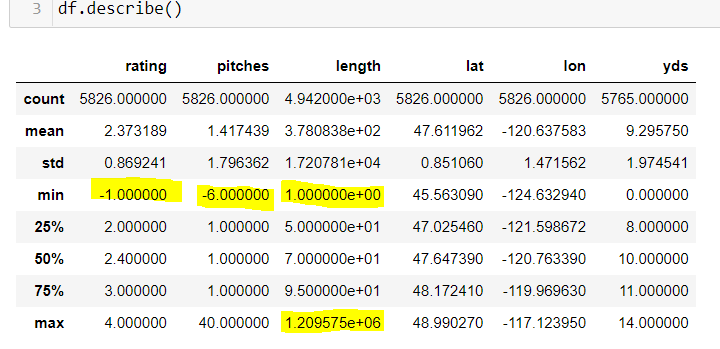 3 df.describe()
rating pitches length lat lon yds
count 5826.000000 5826.000000 4.942000e+03 5826.000000 5826.000000 5765.000000
mean 2.373189 1.417439 3.780838e+02 47.611962 -120.637583 9.295750
std 0.869241 1.796362 1.720781e+04 0.851060 1.471562 1.974541
min -1.000000 -6.000000 1.000000e+00 45.563090 -124.632940 0.000000
25% 2.000000 1.000000 5.000000e+01 47.025460 -121.598672 8.000000
50% 2.400000 1.000000 7.000000e+01 47.647390 -120.763390 10.000000
75% 3.000000 1.000000 9.500000e+01 48.172410 -119.969630 11.000000
max 4.000000 40.000000 1.209575e+06 48.990270 -117.123950 14.000000